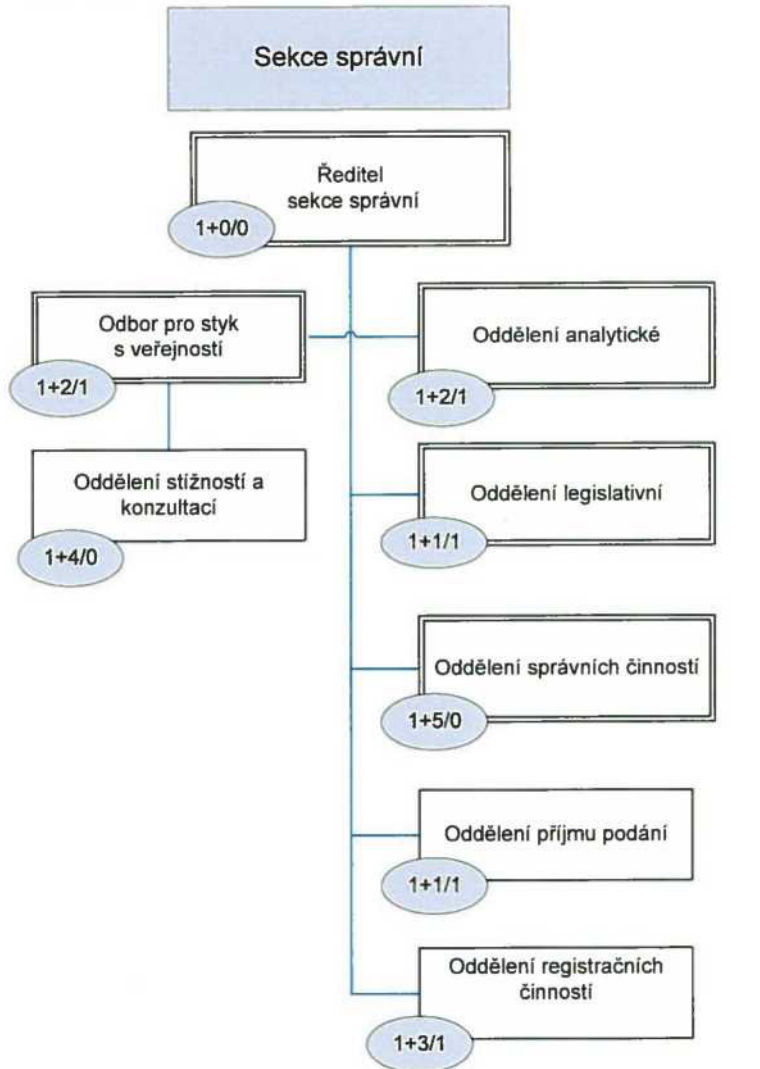 Sekce správní
Ředitel
sekce správní
1+0/0
Odbor pro styk
s veřejností
1+2/1
Oddělení analytické
1+2/1
Oddělení stížností a
konzultací
1+4/0
Oddělení legislativní
1+1/1
Oddělení správních činností
1+5/0
Oddělení příjmu podání
1+1/1
Oddělení registračních
činností
1+3/1